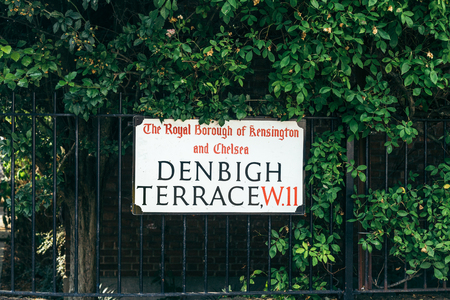 The Royal Borough of Kensington
and Chelsea
DENBIGH
TERRACE, W.11